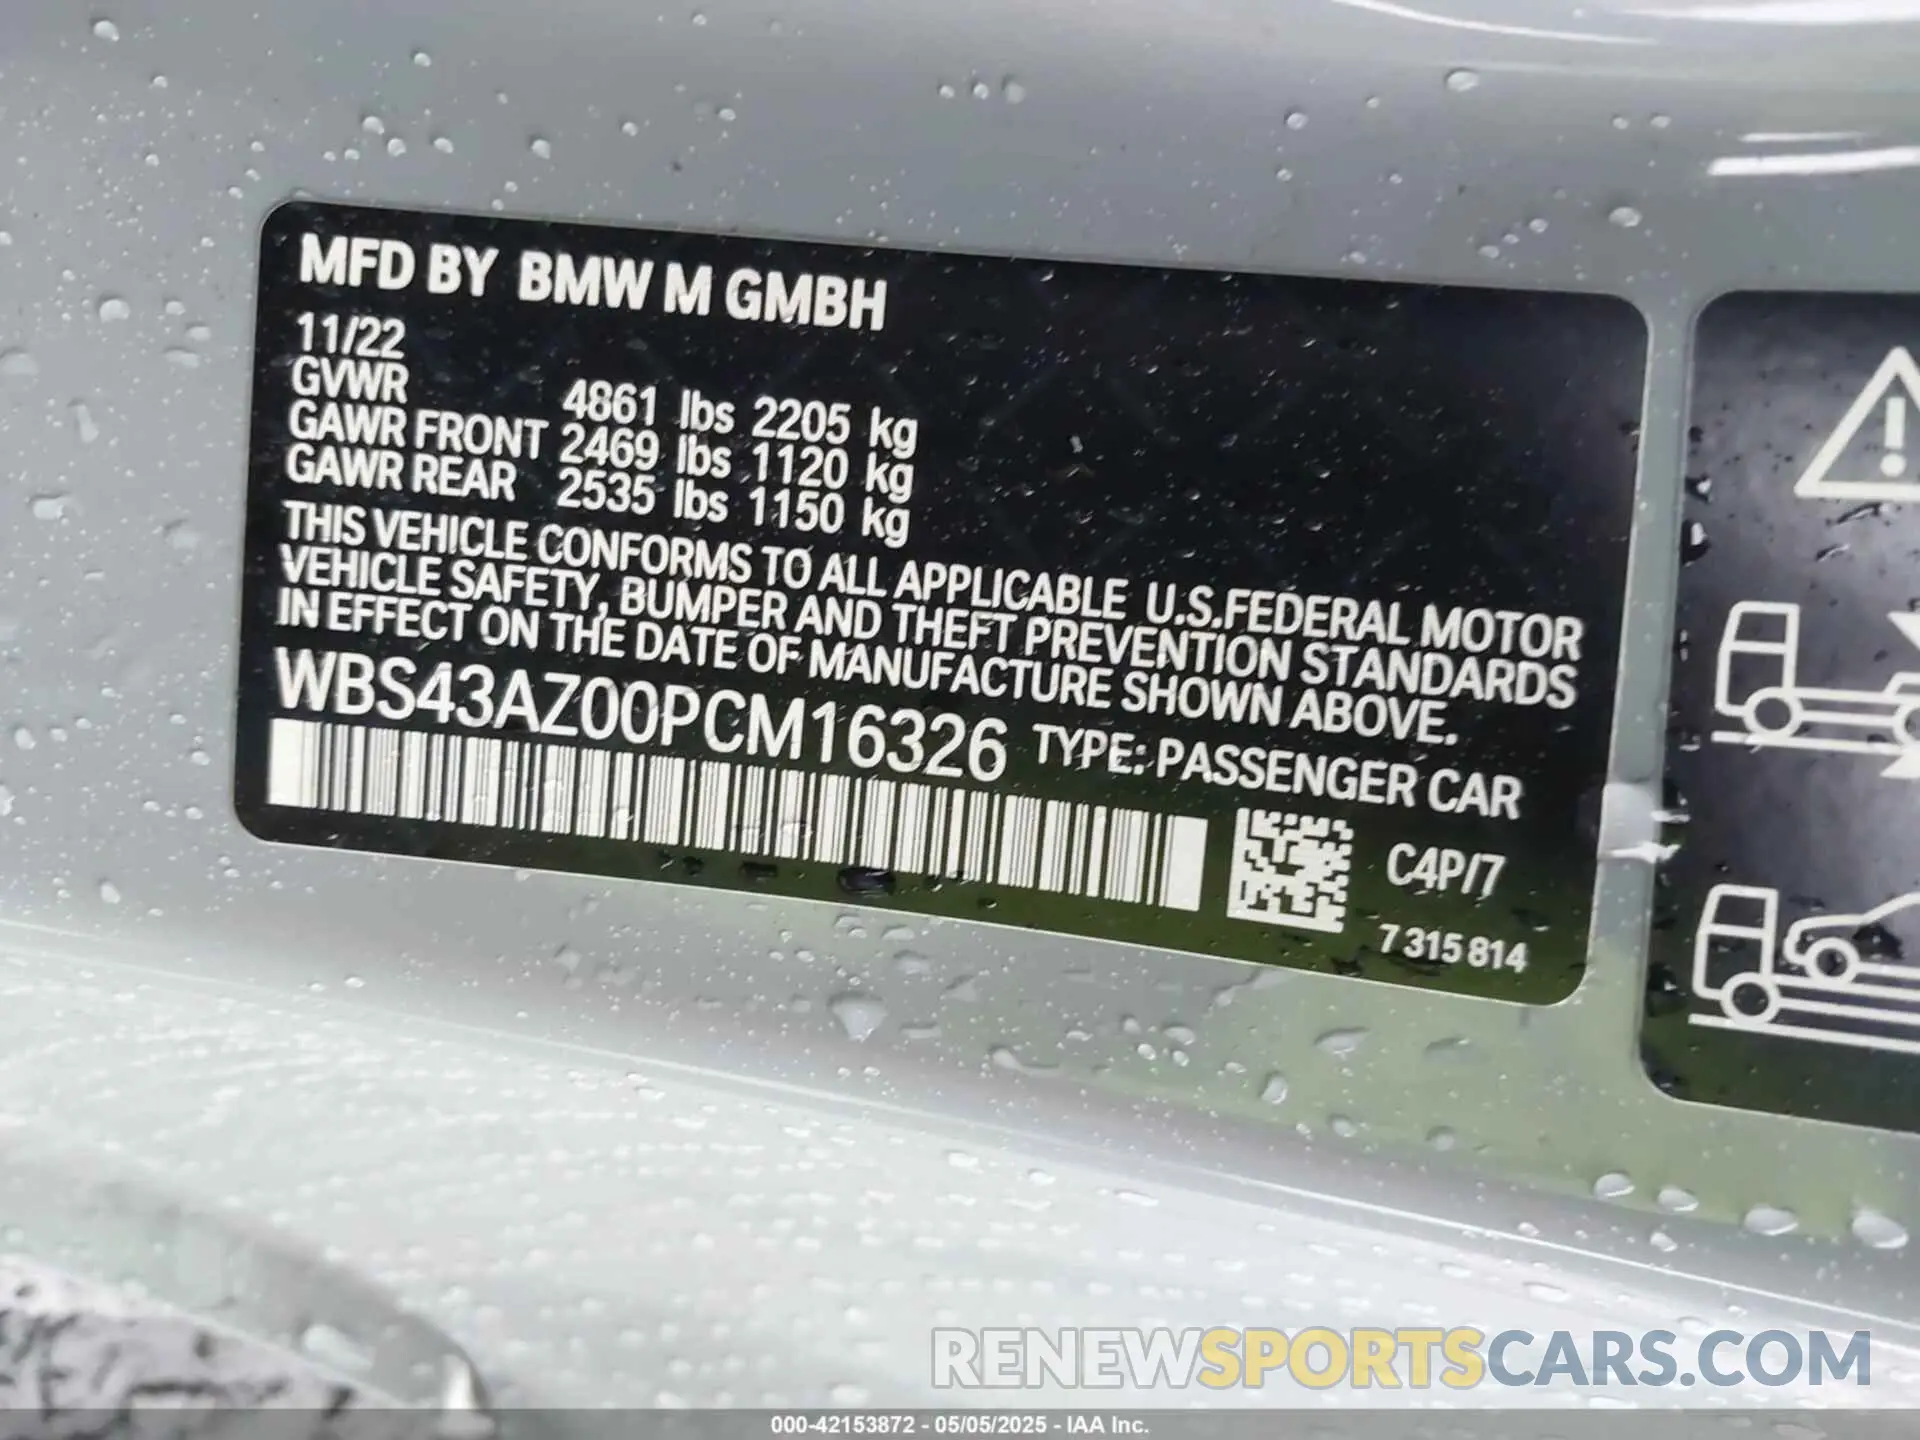 MFD BY BMW M GMBH
11/22
GVWR 4861 lbs 2205 kg
GAWR FRONT 2469 lbs 1120 kg
GAWR REAR 2535 lbs 1150 kg
THIS VEHICLE CONFORMS TO ALL APPLICABLE U.S.FEDERAL MOTOR
VEHICLE SAFETY, BUMPER AND THEFT PREVENTION STANDARDS
IN EFFECT ON THE DATE OF MANUFACTURE SHOWN ABOVE.
WBS43AZ00PCM16326 TYPE: PASSENGER CAR
C4P/7
7 315 814
RENEWSPORTSCARS.COM
000-42153872 - 05/05/2025 - IAA Inc.